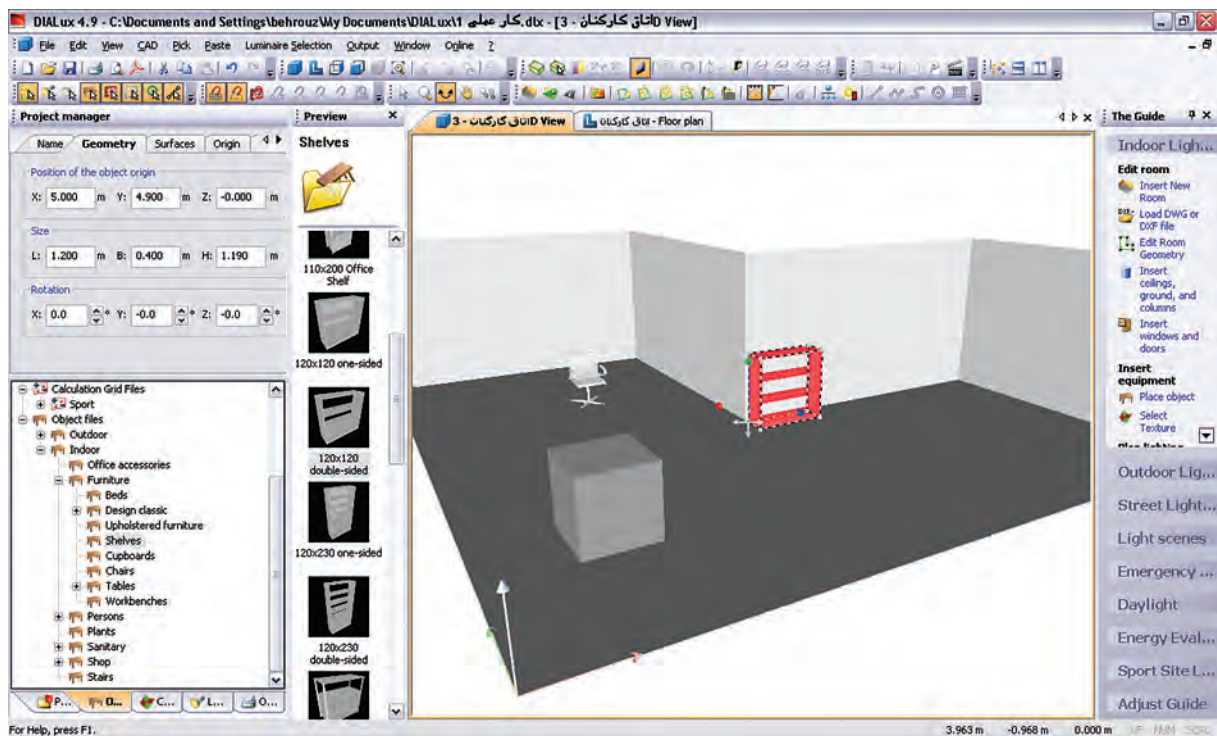 DIALux 4.9 - C:\Documents and Settings\behrouz\My Documents\DIALux\1 کار عملی.dlx - [3 - اتاق کارکنانD View]
File Edit View CAD Pick Paste Luminaire Selection Output Window Online ?
Project manager
Name Geometry Surfaces Origin
Position of the object origin
X: 5.000 m Y: 4.900 m Z: -0.000 m
Size
L: 1.200 m B: 0.400 m H: 1.190 m
Rotation
X: 0.0 ° Y: -0.0 ° Z: -0.0 °
Calculation Grid Files
Sport
Object files
Outdoor
Indoor
Office accessories
Furniture
Beds
Design classic
Upholstered furniture
Shelves
Cupboards
Chairs
Tables
Workbenches
Persons
Plants
Sanitary
Shop
Stairs
P... O... C... L... O...
Preview
Shelves
110x200 Office
Shelf
120x120 one-sided
120x120
double-sided
120x230 one-sided
120x230
double-sided
3 - اتاق کارکنانD View
اتاق کارکنان - Floor plan
The Guide
Indoor Ligh...
Edit room
Insert New
Room
Load DWG or
DXF file
Edit Room
Geometry
Insert
ceilings,
ground, and
columns
Insert
windows and
doors
Insert
equipment
Place object
Select
Texture
Outdoor Lig...
Street Light...
Light scenes
Emergency ...
Daylight
Energy Eval...
Sport Site L...
Adjust Guide
For Help, press F1.
3.963 m -0.968 m 0.000 m